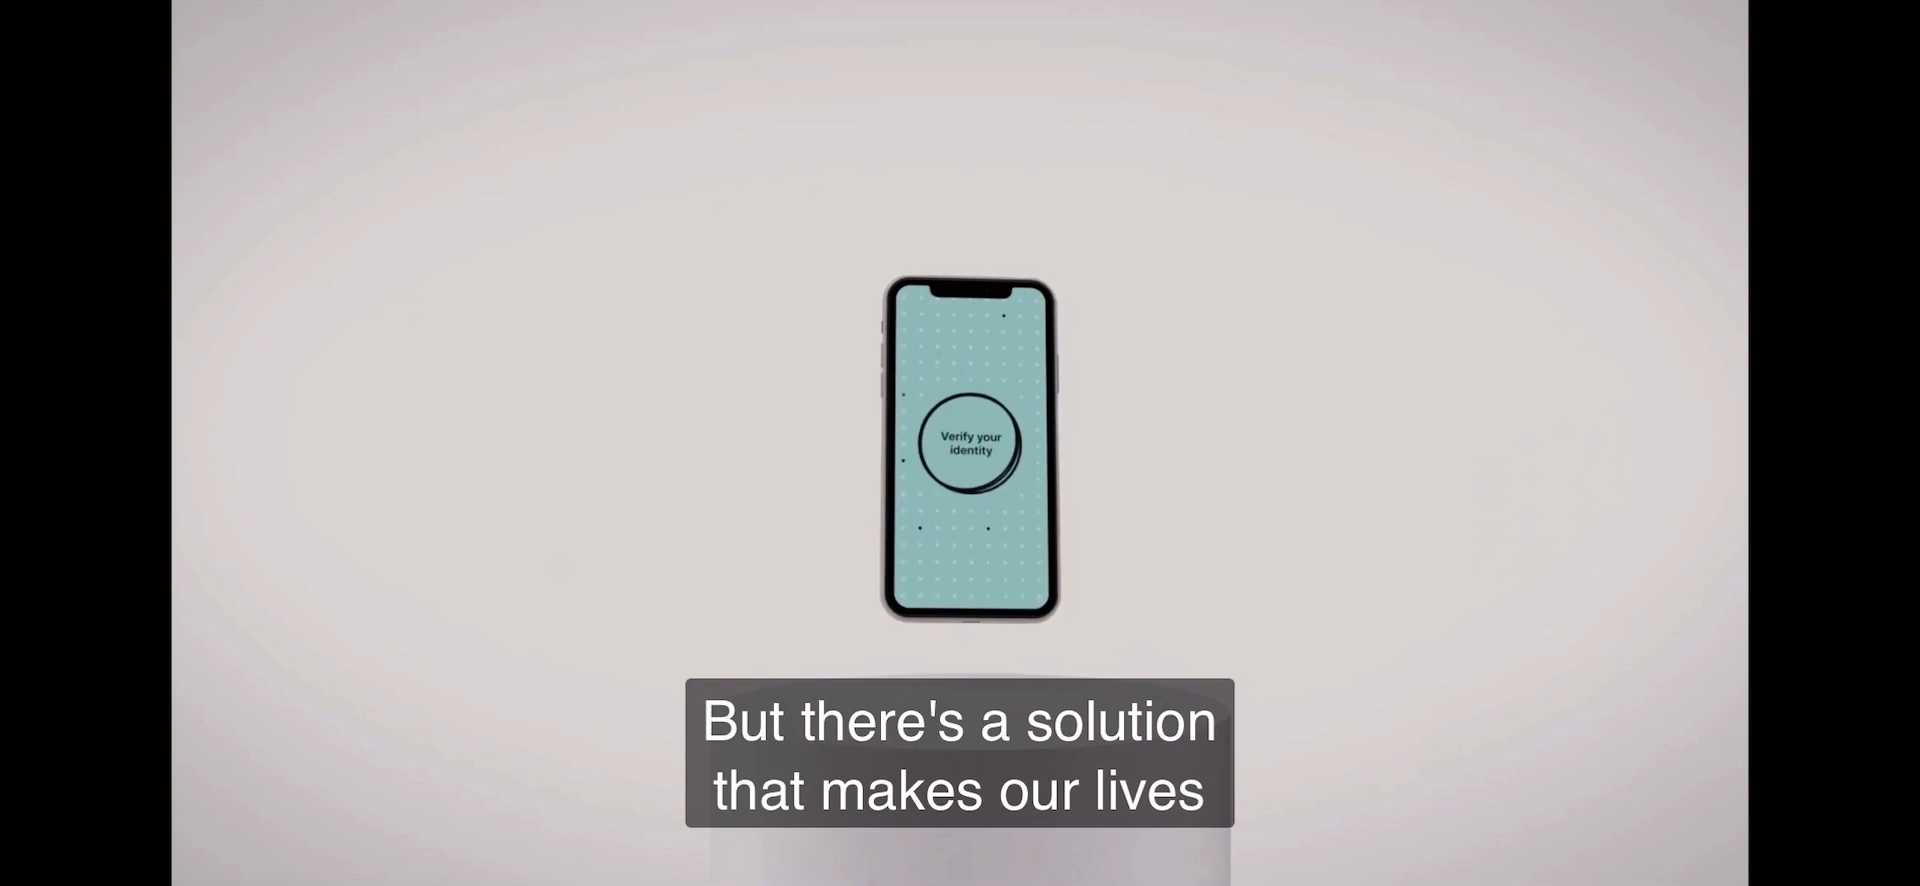 Verify your
identity
But there's a solution
that makes our lives